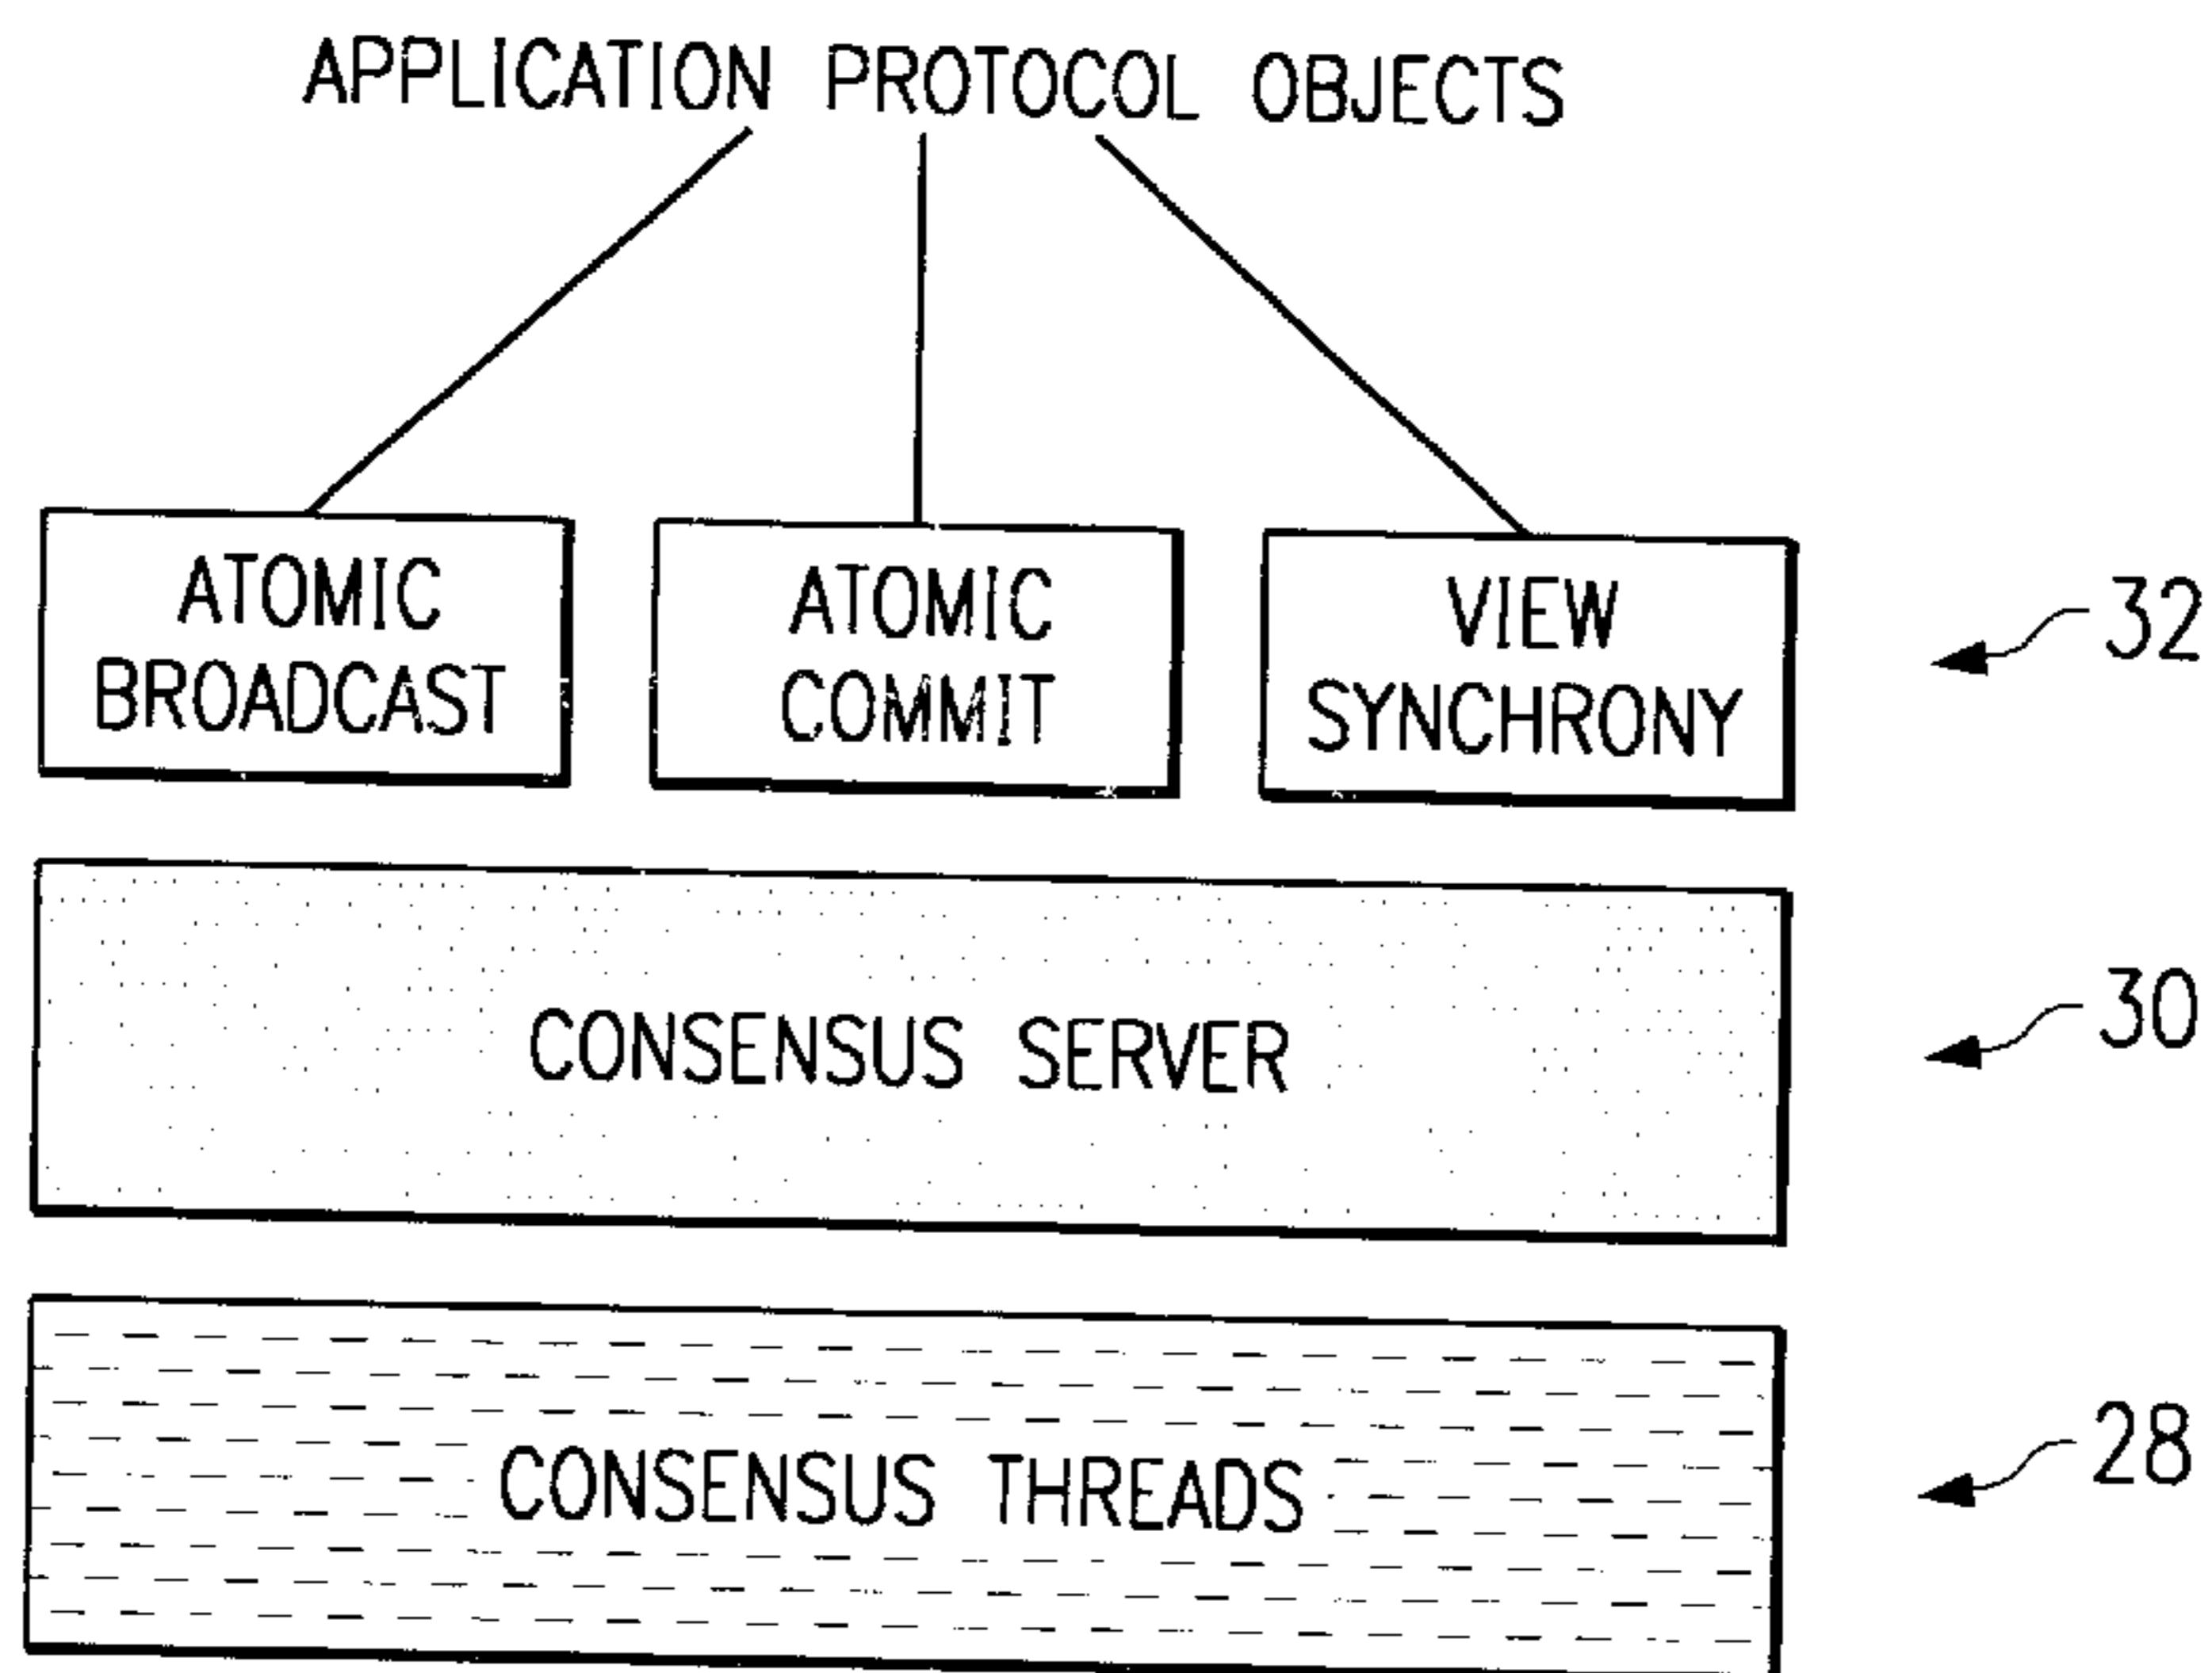 APPLICATION PROTOCOL OBJECTS
ATOMIC
BROADCAST
ATOMIC
COMMIT
VIEW
SYNCHRONY
32
CONSENSUS SERVER
30
CONSENSUS THREADS
28